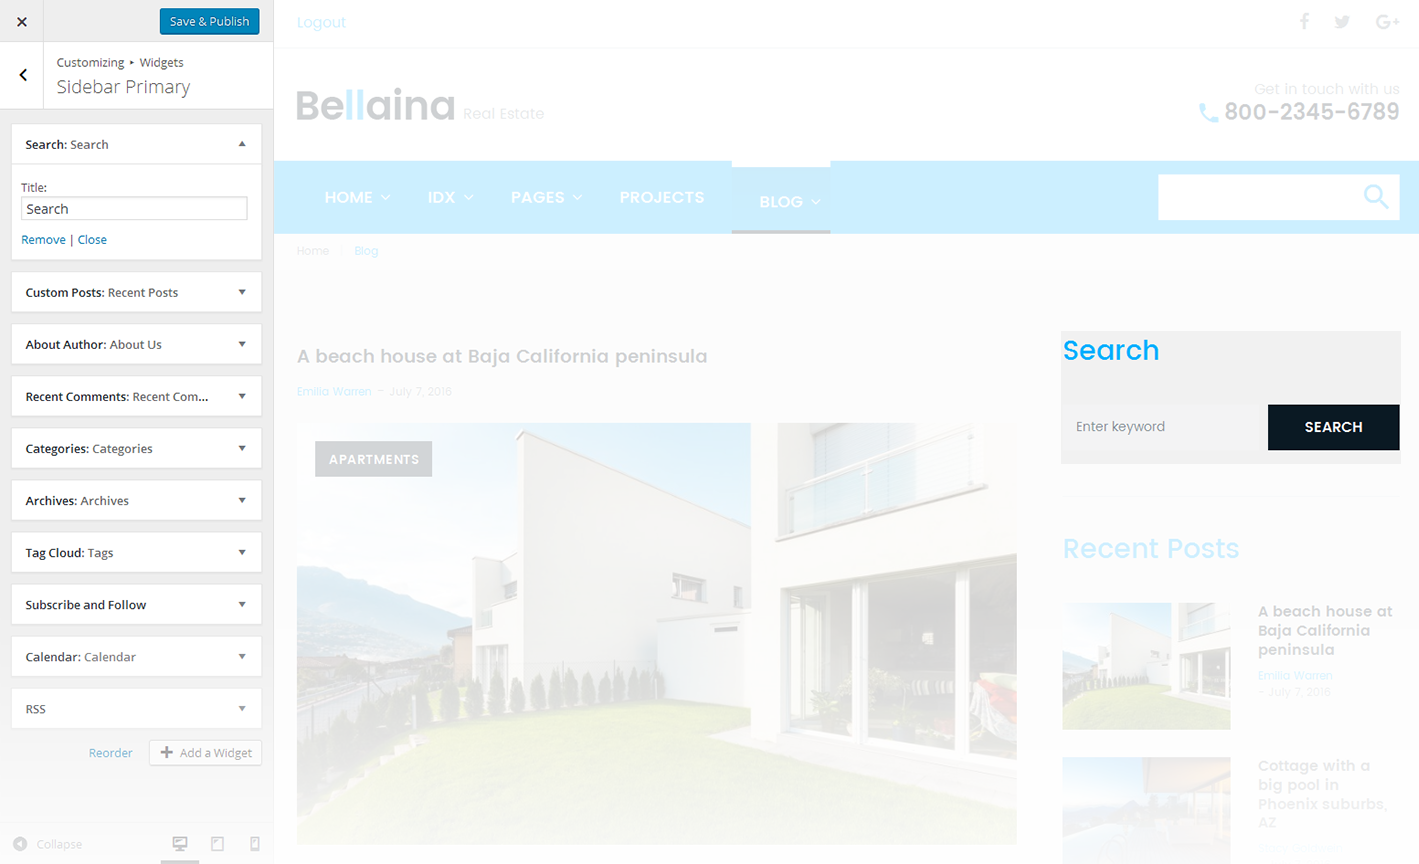 Save & Publish
Customizing ▸ Widgets
Sidebar Primary
Search: Search
Title:
Search
Remove | Close
Custom Posts: Recent Posts
About Author: About Us
Recent Comments: Recent Com...
Categories: Categories
Archives: Archives
Tag Cloud: Tags
Subscribe and Follow
Calendar: Calendar
RSS
Reorder
Add a Widget
Collapse
Logout
G+
Bellaina Real Estate
Get in touch with us
800-2345-6789
HOME IDX PAGES PROJECTS BLOG
Home Blog
A beach house at Baja California peninsula
Emilia Warren – July 7, 2016
APARTMENTS
Search
Enter keyword SEARCH
Recent Posts
A beach house at
Baja California
peninsula
Emilia Warren
– July 7, 2016
Cottage with a
big pool in
Phoenix suburbs,
AZ